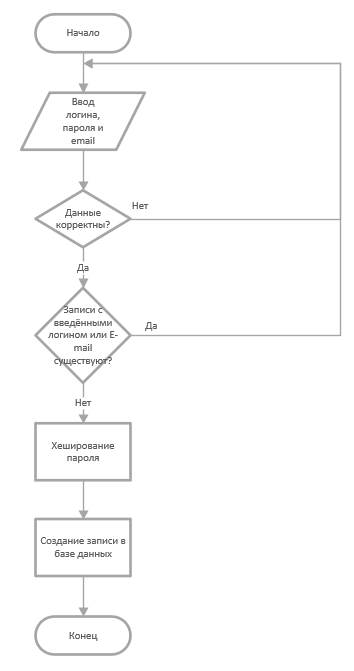 Начало
Ввод
логина,
пароля и
email
Данные
корректны?
Нет
Да
Записи с
введёнными
логином или E-
mail
существуют?
Да
Нет
Хеширование
пароля
Создание записи в
базе данных
Конец